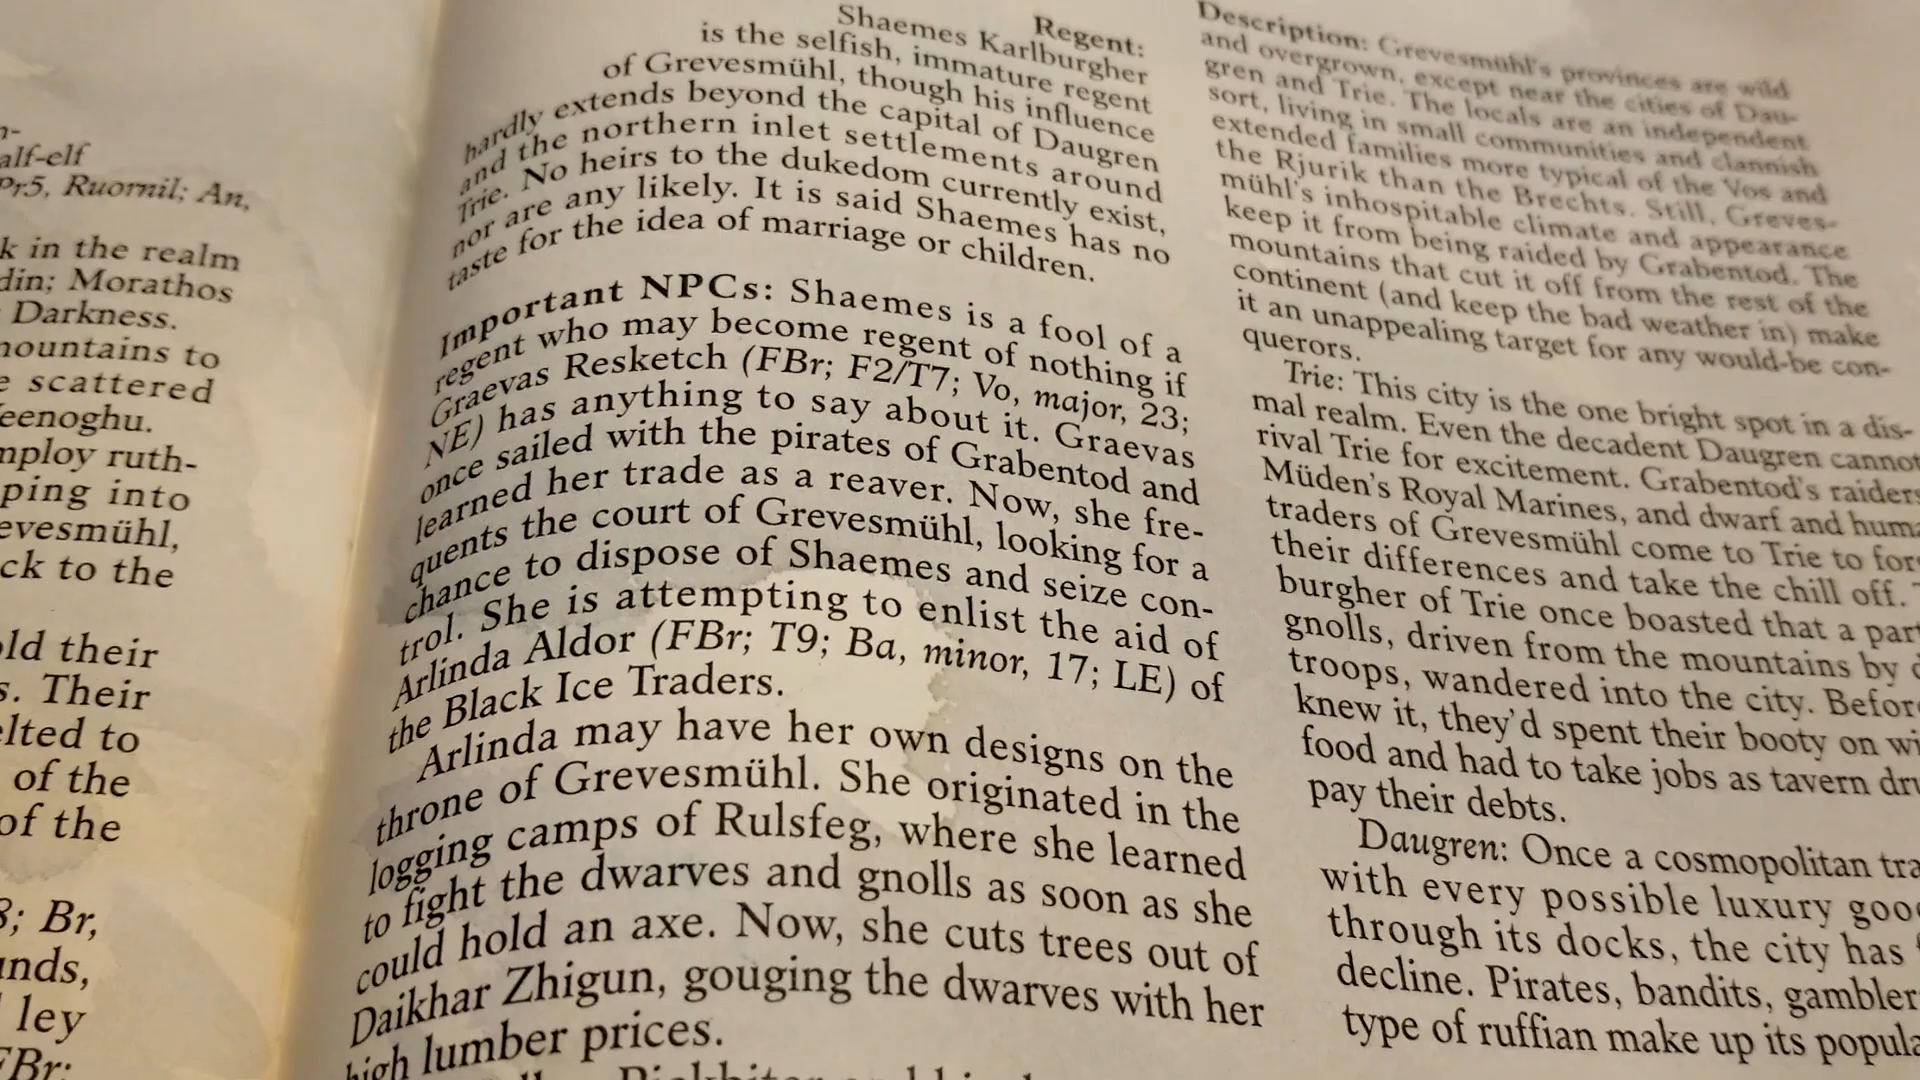 n-
alf-elf
Pr5, Ruornil; An,
k in the realm
din; Morathos
Darkness.
mountains to
e scattered
eenoghu.
mploy ruth-
ping into
evesmühl,
ck to the
old their
s. Their
elted to
of the
of the
8; Br,
unds,
ley
FBr;
Regent:
Shaemes Karlburgher
is the selfish, immature regent
of Grevesmühl, though his influence
hardly extends beyond the capital of Daugren
and the northern inlet settlements around
Trie. No heirs to the dukedom currently exist,
nor are any likely. It is said Shaemes has no
taste for the idea of marriage or children.
Important NPCs: Shaemes is a fool of a
regent who may become regent of nothing if
Graevas Resketch (FBr; F2/T7; Vo, major, 23;
NE) has anything to say about it. Graevas
once sailed with the pirates of Grabentod and
learned her trade as a reaver. Now, she fre-
quents the court of Grevesmühl, looking for a
chance to dispose of Shaemes and seize con-
trol. She is attempting to enlist the aid of
Arlinda Aldor (FBr; T9; Ba, minor, 17; LE) of
the Black Ice Traders.
Arlinda may have her own designs on the
throne of Grevesmühl. She originated in the
logging camps of Rulsfeg, where she learned
to fight the dwarves and gnolls as soon as she
could hold an axe. Now, she cuts trees out of
Daikhar Zhigun, gouging the dwarves with her
high lumber prices.
Description: Grevesmühl's provinces are wild
and overgrown, except near the cities of Dau-
gren and Trie. The locals are an independent
sort, living in small communities and clannish
extended families more typical of the Vos and
the Rjurik than the Brechts. Still, Greves-
mühl's inhospitable climate and appearance
keep it from being raided by Grabentod. The
mountains that cut it off from the rest of the
continent (and keep the bad weather in) make
it an unappealing target for any would-be con-
querors.
Trie: This city is the one bright spot in a dis-
mal realm. Even the decadent Daugren cannot
rival Trie for excitement. Grabentod's raiders
Müden's Royal Marines, and dwarf and huma
traders of Grevesmühl come to Trie to for
their differences and take the chill off. T
burgher of Trie once boasted that a part
gnolls, driven from the mountains by d
troops, wandered into the city. Before
knew it, they'd spent their booty on wi
food and had to take jobs as tavern dru
pay their debts.
Daugren: Once a cosmopolitan tra
with every possible luxury goo
through its docks, the city has
decline. Pirates, bandits, gambler
type of ruffian make up its popula